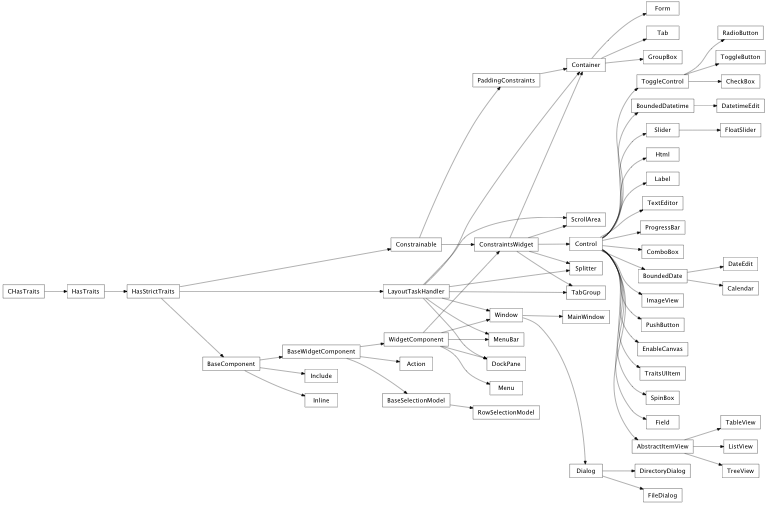 Form
Tab
RadioButton
GroupBox
ToggleButton
Container
PaddingConstraints
ToggleControl
CheckBox
BoundedDatetime
DatetimeEdit
Slider
FloatSlider
Html
Label
TextEditor
ScrollArea
ProgressBar
Constrainable
ConstraintsWidget
Control
ComboBox
DateEdit
Splitter
BoundedDate
Calendar
CHasTraits
HasTraits
HasStrictTraits
LayoutTaskHandler
TabGroup
ImageView
Window
MainWindow
PushButton
WidgetComponent
MenuBar
EnableCanvas
BaseWidgetComponent
BaseComponent
Action
DockPane
TraitsUIItem
Include
Menu
SpinBox
Inline
BaseSelectionModel
RowSelectionModel
Field
TableView
AbstractItemView
ListView
Dialog
DirectoryDialog
TreeView
FileDialog